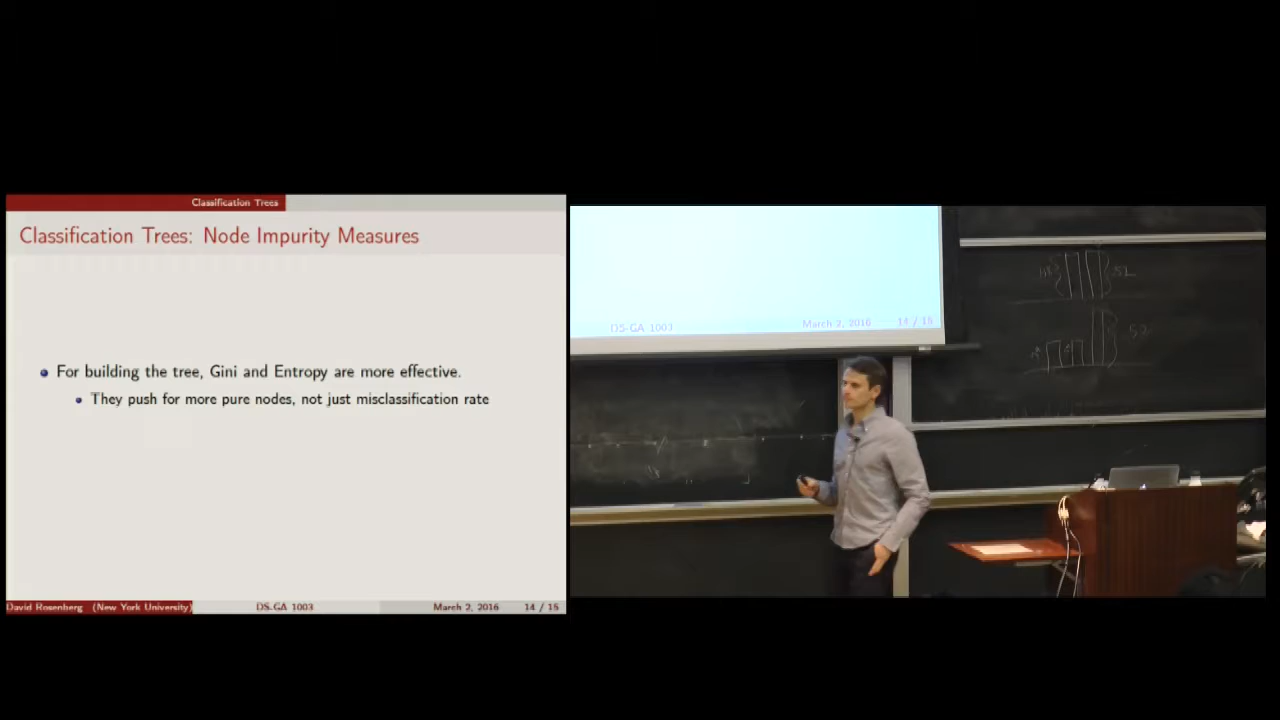 Classification Trees
Classification Trees: Node Impurity Measures
For building the tree, Gini and Entropy are more effective.
They push for more pure nodes, not just misclassification rate
David Rosenberg (New York University)
DS-GA 1003
March 2, 2016
14 / 15
DS-GA 1003
March 2, 2016
14 / 15